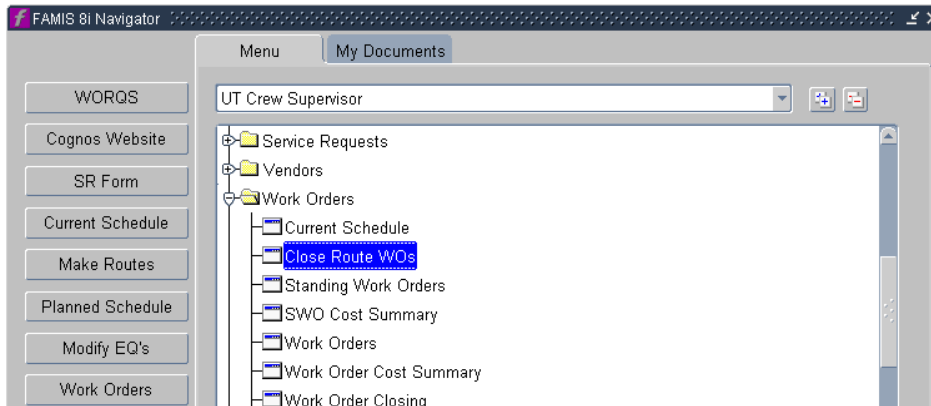 FAMIS 8i Navigator
Menu
My Documents
WORQS
Cognos Website
SR Form
Current Schedule
Make Routes
Planned Schedule
Modify EQ's
Work Orders
UT Crew Supervisor
Service Requests
Vendors
Work Orders
Current Schedule
Close Route WOs
Standing Work Orders
SWO Cost Summary
Work Orders
Work Order Cost Summary
Work Order Closing